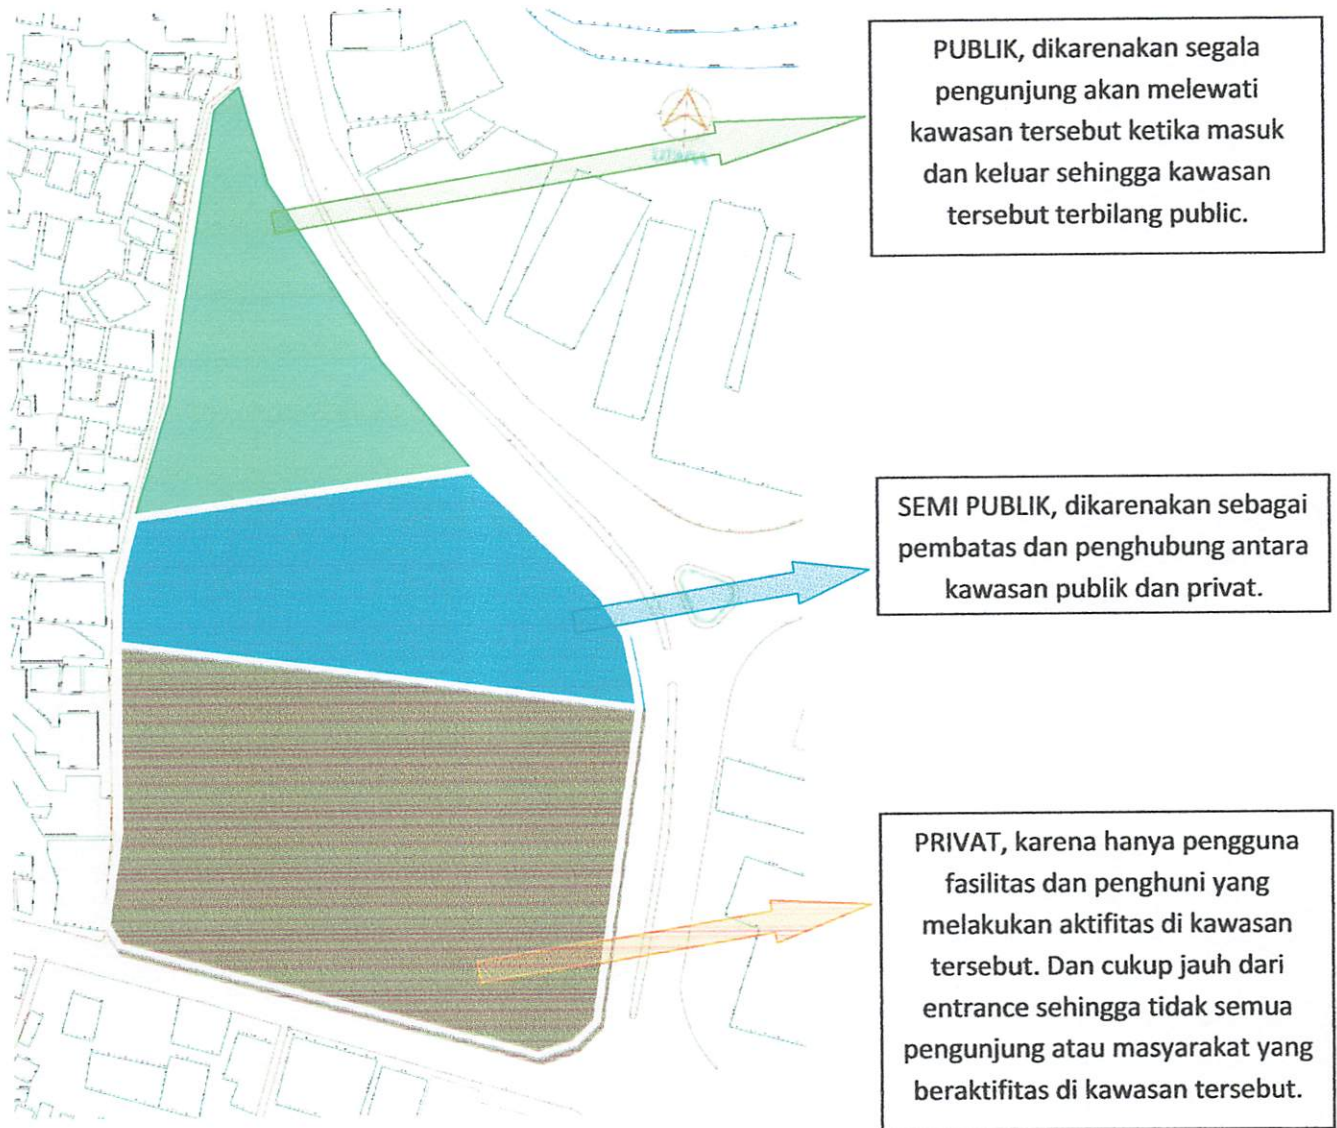 PUBLIK, dikarenakan segala
pengunjung akan melewati
kawasan tersebut ketika masuk
dan keluar sehingga kawasan
tersebut terbilang public.
UTARA
SEMI PUBLIK, dikarenakan sebagai
pembatas dan penghubung antara
kawasan publik dan privat.
PRIVAT, karena hanya pengguna
fasilitas dan penghuni yang
melakukan aktifitas di kawasan
tersebut. Dan cukup jauh dari
entrance sehingga tidak semua
pengunjung atau masyarakat yang
beraktifitas di kawasan tersebut.